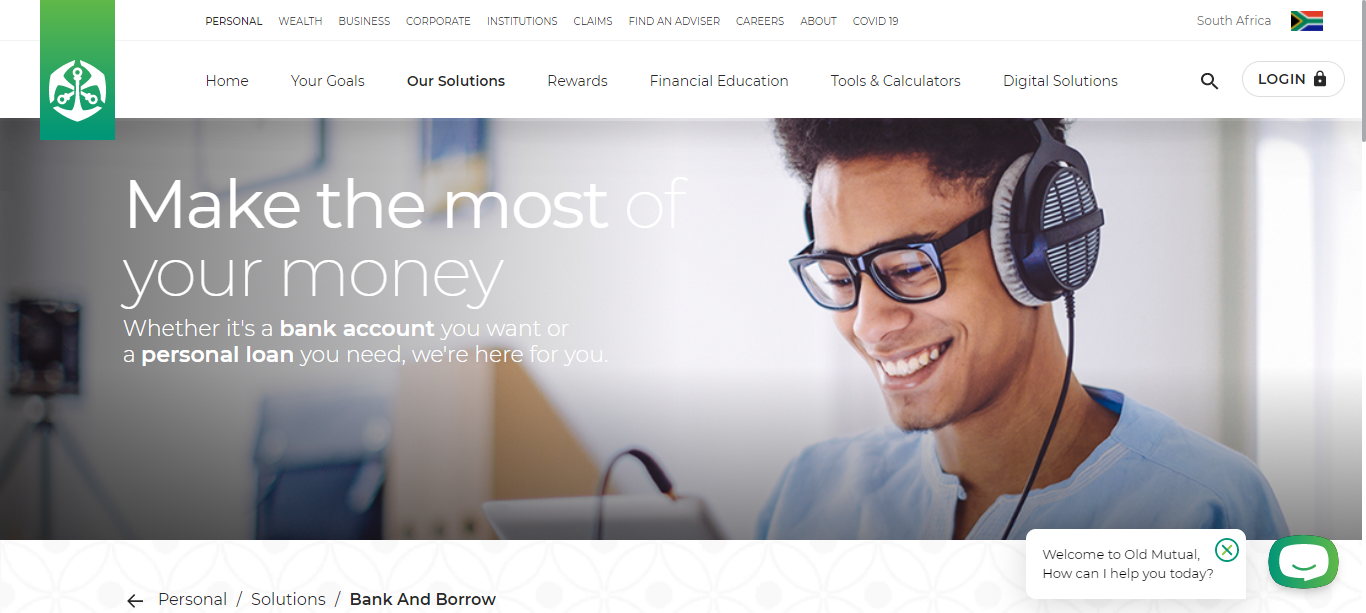 PERSONAL WEALTH BUSINESS CORPORATE INSTITUTIONS CLAIMS FIND AN ADVISER CAREERS ABOUT COVID 19 South Africa
Home Your Goals Our Solutions Rewards Financial Education Tools & Calculators Digital Solutions LOGIN
Make the most of
your money
Whether it's a bank account you want or
a personal loan you need, we're here for you.
Welcome to Old Mutual,
How can I help you today?
Personal / Solutions / Bank And Borrow